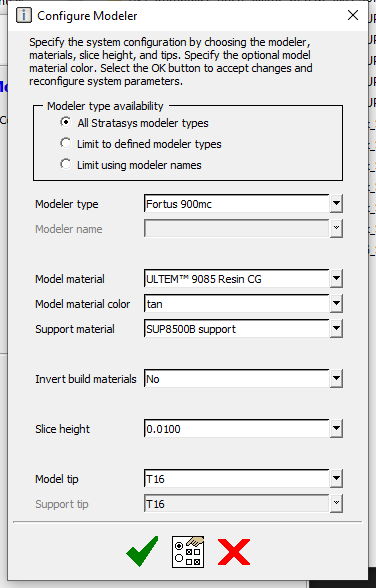 Configure Modeler
Specify the system configuration by choosing the modeler,
materials, slice height, and tips. Specify the optional model
material color. Select the OK button to accept changes and
reconfigure system parameters.
Modeler type availability
All Stratasys modeler types
Limit to defined modeler types
Limit using modeler names
Modeler type Fortus 900mc
Modeler name
Model material ULTEM™ 9085 Resin CG
Model material color tan
Support material SUP8500B support
Invert build materials No
Slice height 0.0100
Model tip T16
Support tip T16